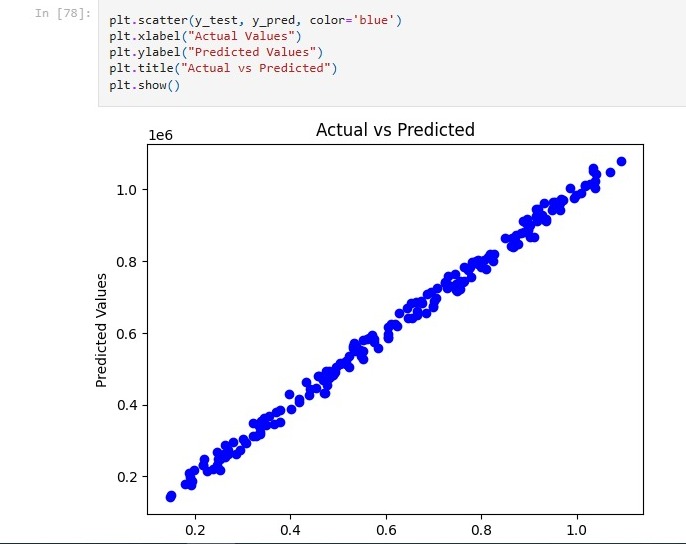 In [78]:
plt.scatter(y_test, y_pred, color='blue')
plt.xlabel("Actual Values")
plt.ylabel("Predicted Values")
plt.title("Actual vs Predicted")
plt.show()
Actual vs Predicted
1e6
1.0
0.8
0.6
0.4
0.2
Predicted Values
0.2 0.4 0.6 0.8 1.0